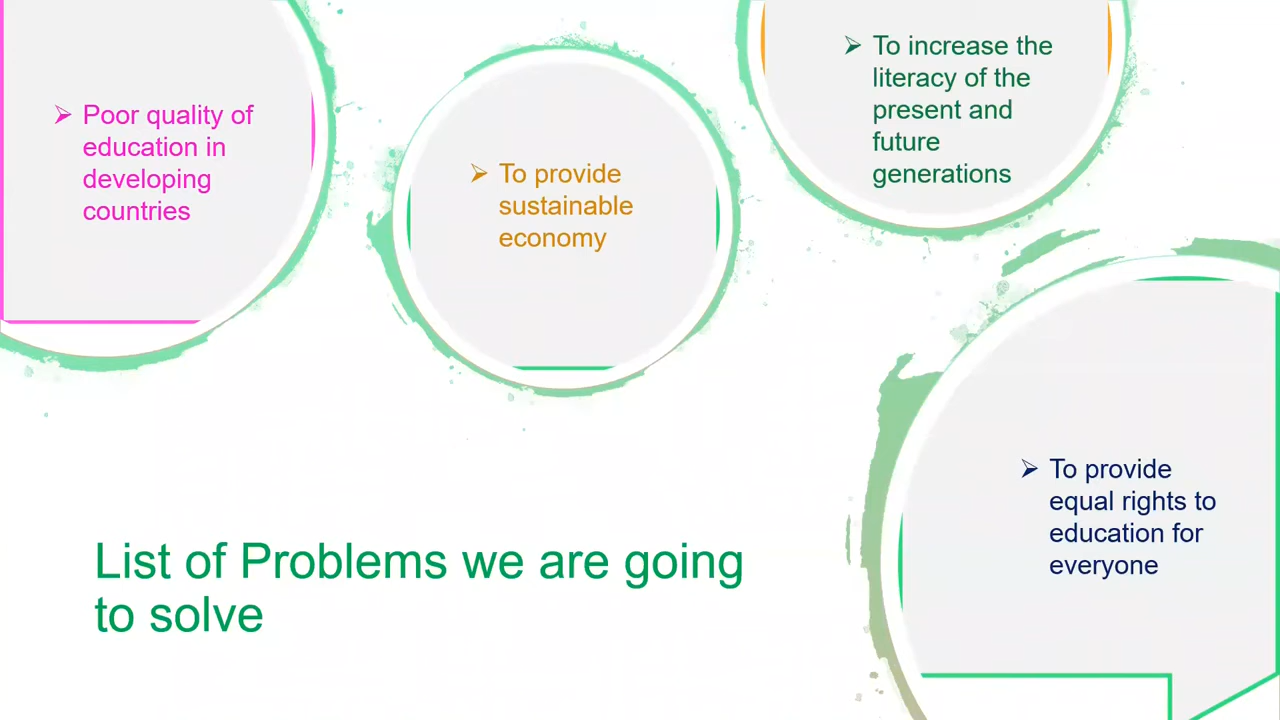 ➢ Poor quality of
education in
developing
countries
➢ To provide
sustainable
economy
➢ To increase the
literacy of the
present and
future
generations
➢ To provide
equal rights to
education for
everyone
List of Problems we are going
to solve